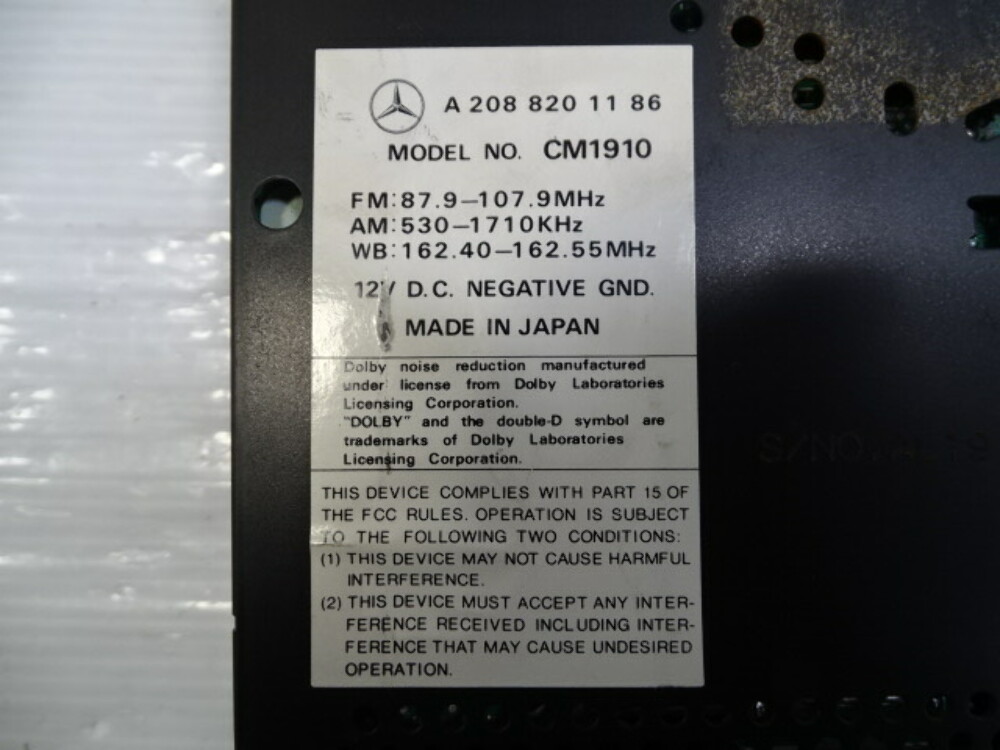 A 208 820 11 86
MODEL NO. CM1910
FM:87.9–107.9MHz
AM:530–1710KHz
WB:162.40–162.55MHz
12V D.C. NEGATIVE GND.
MADE IN JAPAN
Dolby noise reduction manufactured
under license from Dolby Laboratories
Licensing Corporation.
"DOLBY" and the double-D symbol are
trademarks of Dolby Laboratories
Licensing Corporation.
THIS DEVICE COMPLIES WITH PART 15 OF
THE FCC RULES. OPERATION IS SUBJECT
TO THE FOLLOWING TWO CONDITIONS:
(1) THIS DEVICE MAY NOT CAUSE HARMFUL
INTERFERENCE.
(2) THIS DEVICE MUST ACCEPT ANY INTER-
FERENCE RECEIVED INCLUDING INTER-
FERENCE THAT MAY CAUSE UNDESIRED
OPERATION.